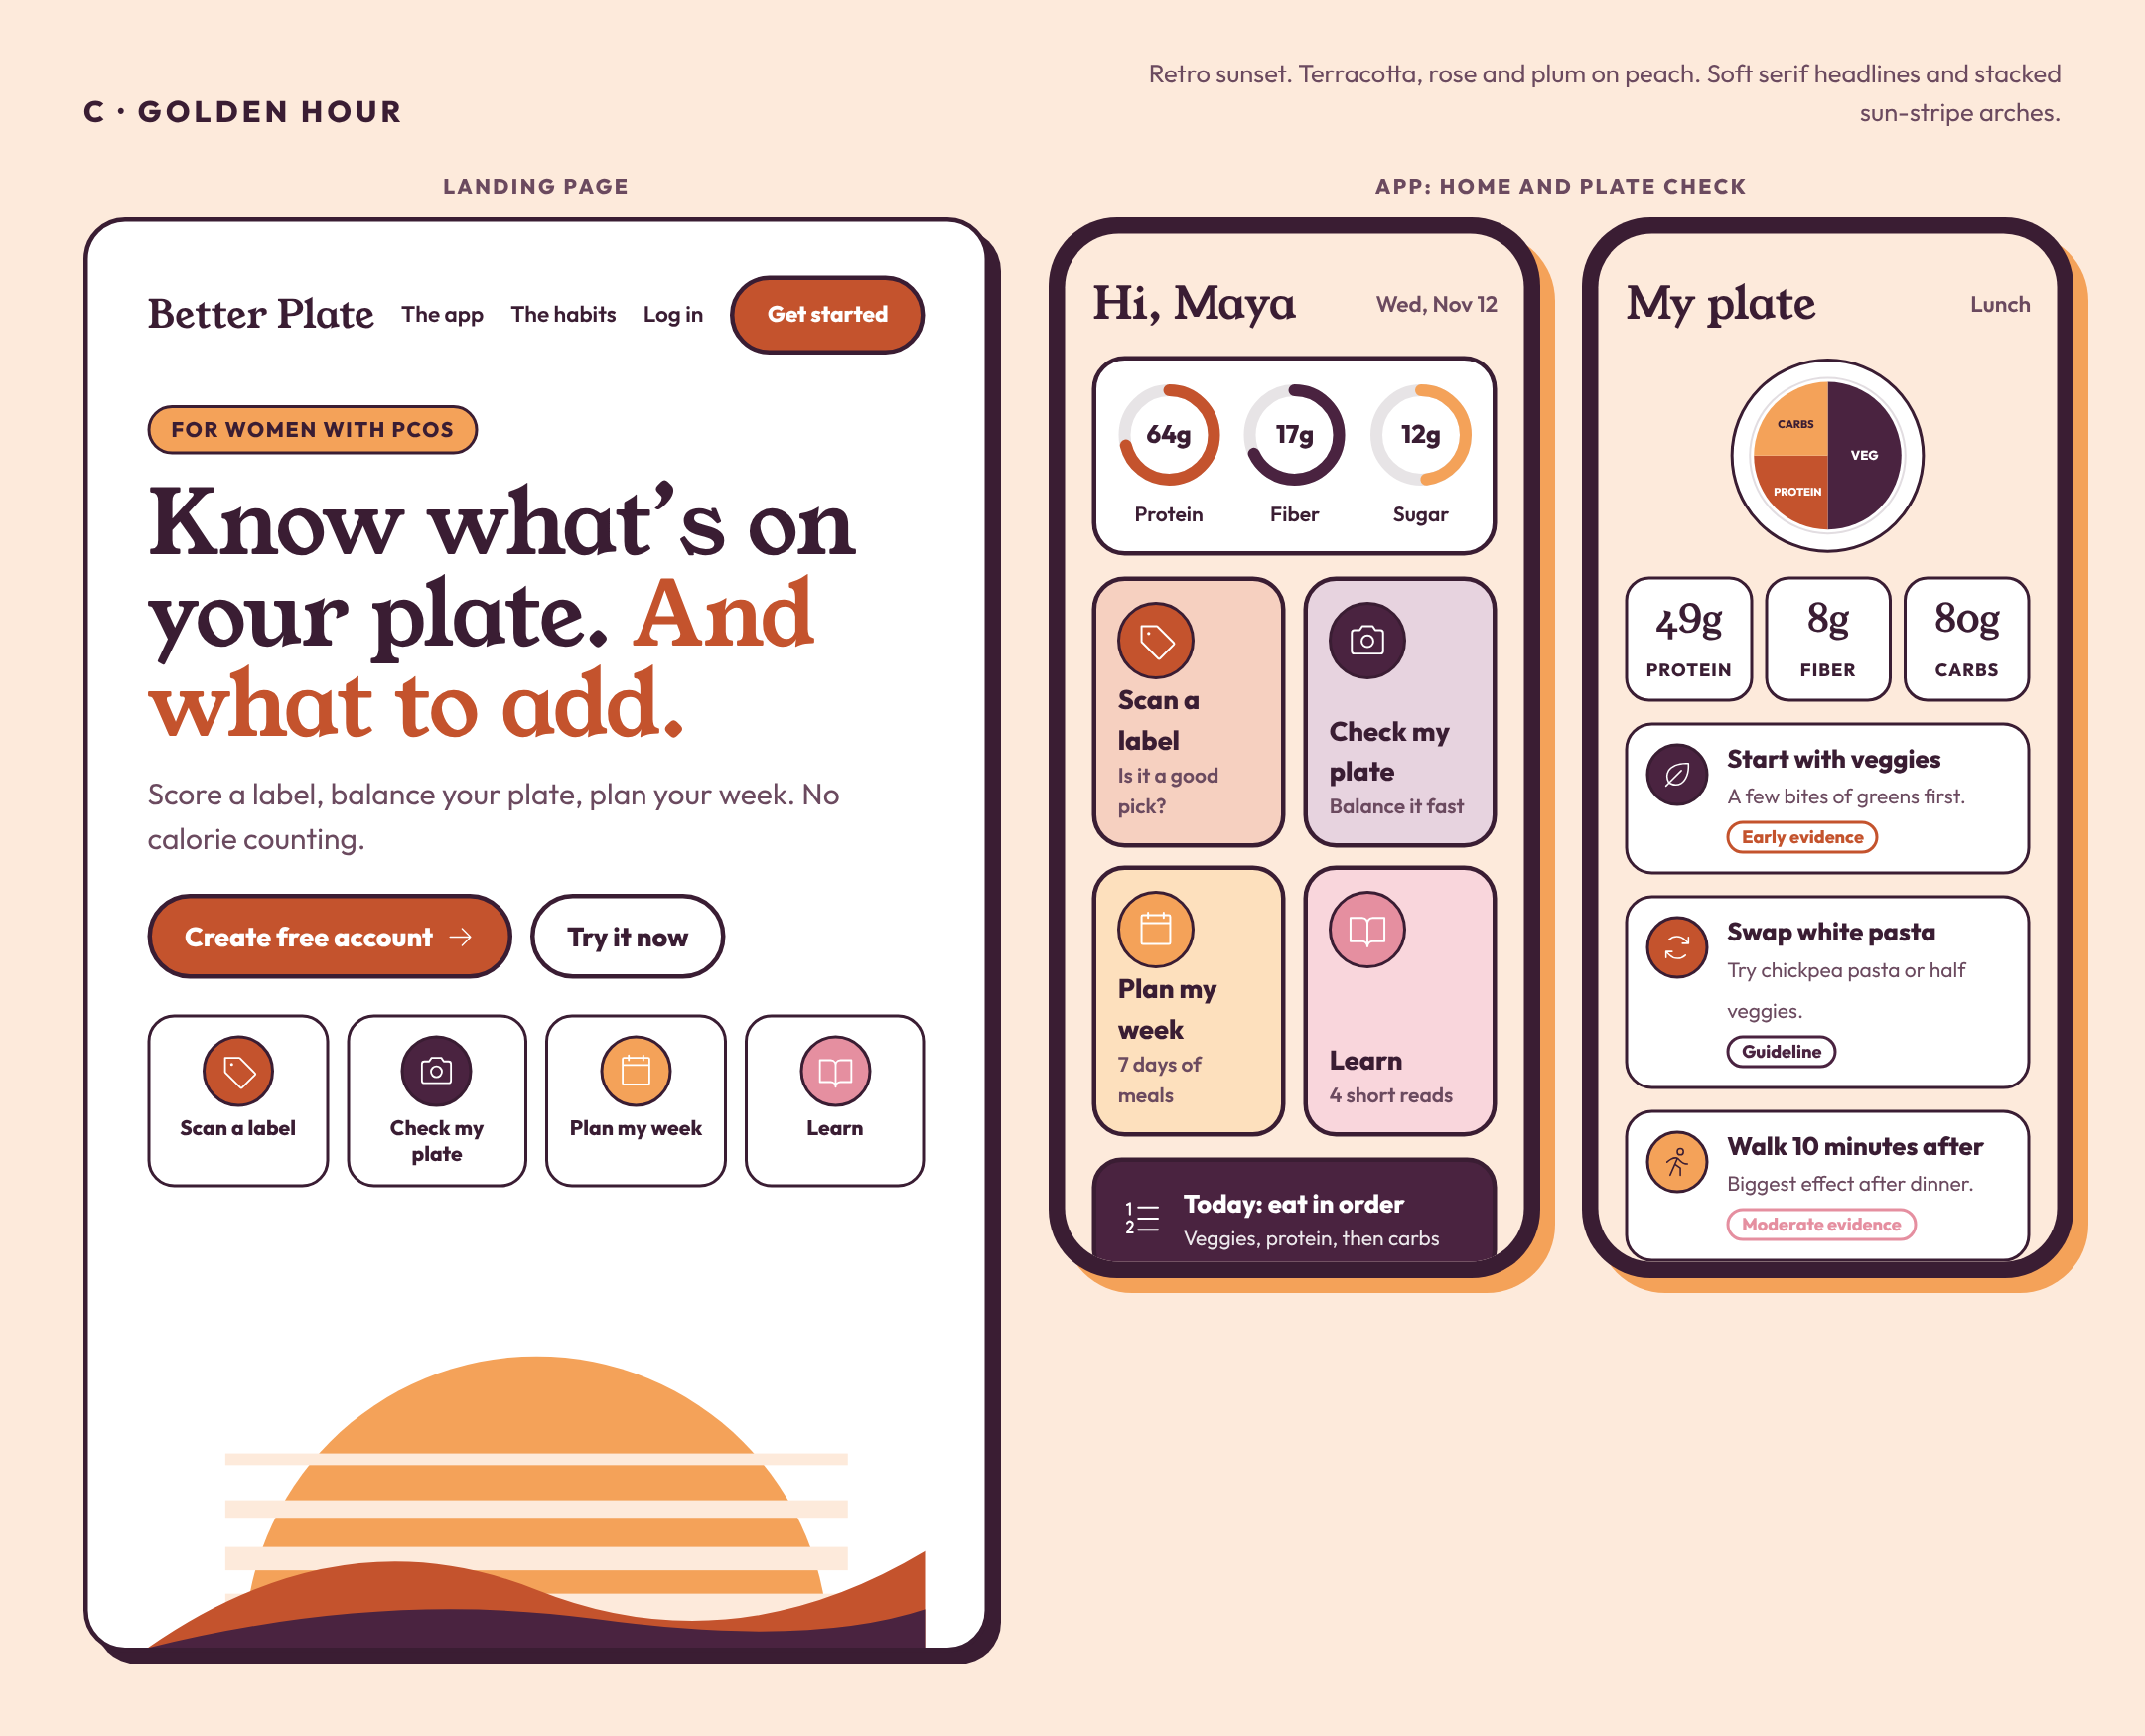 Retro sunset. Terracotta, rose and plum on peach. Soft serif headlines and stacked
sun-stripe arches.
C · GOLDEN HOUR
LANDING PAGE
APP: HOME AND PLATE CHECK
Better Plate The app The habits Log in Get started
FOR WOMEN WITH PCOS
Know what’s on
your plate. And
what to add.
Score a label, balance your plate, plan your week. No
calorie counting.
Create free account → Try it now
Scan a label
Check my
plate
Plan my week
Learn
Hi, Maya Wed, Nov 12
64g 17g 12g
Protein Fiber Sugar
Scan a
label
Is it a good
pick?
Check my
plate
Balance it fast
Plan my
week
7 days of
meals
Learn
4 short reads
1
2
Today: eat in order
Veggies, protein, then carbs
My plate Lunch
CARBS
VEG
PROTEIN
49g 8g 80g
PROTEIN FIBER CARBS
Start with veggies
A few bites of greens first.
Early evidence
Swap white pasta
Try chickpea pasta or half
veggies.
Guideline
Walk 10 minutes after
Biggest effect after dinner.
Moderate evidence